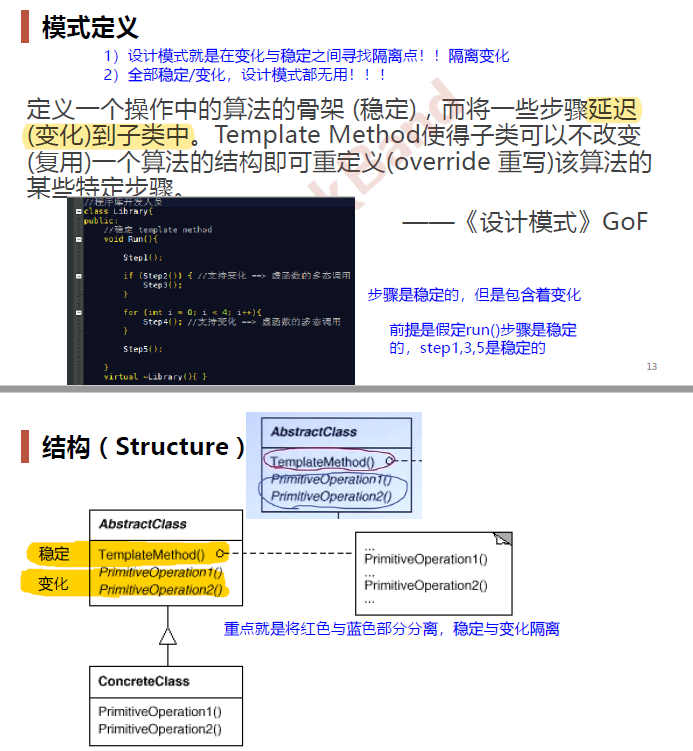 模式定义
1）设计模式就是在变化与稳定之间寻找隔离点！！隔离变化
2）全部稳定/变化，设计模式都无用！！！
定义一个操作中的算法的骨架 (稳定)，而将一些步骤延迟
(变化)到子类中。Template Method使得子类可以不改变
(复用)一个算法的结构即可重定义(override 重写)该算法的
某些特定步骤。
——《设计模式》GoF
//程序库开发人员
class Library{
public:
//稳定 template method
void Run(){
Step1();
if (Step2()) { //支持变化 ==> 虚函数的多态调用
Step3();
}
for (int i = 0; i < 4; i++){
Step4(); //支持变化 ==> 虚函数的多态调用
}
Step5();
}
virtual ~Library(){ }
步骤是稳定的，但是包含着变化
前提是假定run()步骤是稳定
的，step1,3,5是稳定的
13
结构（Structure）
AbstractClass
TemplateMethod()
PrimitiveOperation1()
PrimitiveOperation2()
AbstractClass
稳定 TemplateMethod()
变化 PrimitiveOperation1()
PrimitiveOperation2()
...
PrimitiveOperation1()
...
PrimitiveOperation2()
...
重点就是将红色与蓝色部分分离，稳定与变化隔离
ConcreteClass
PrimitiveOperation1()
PrimitiveOperation2()